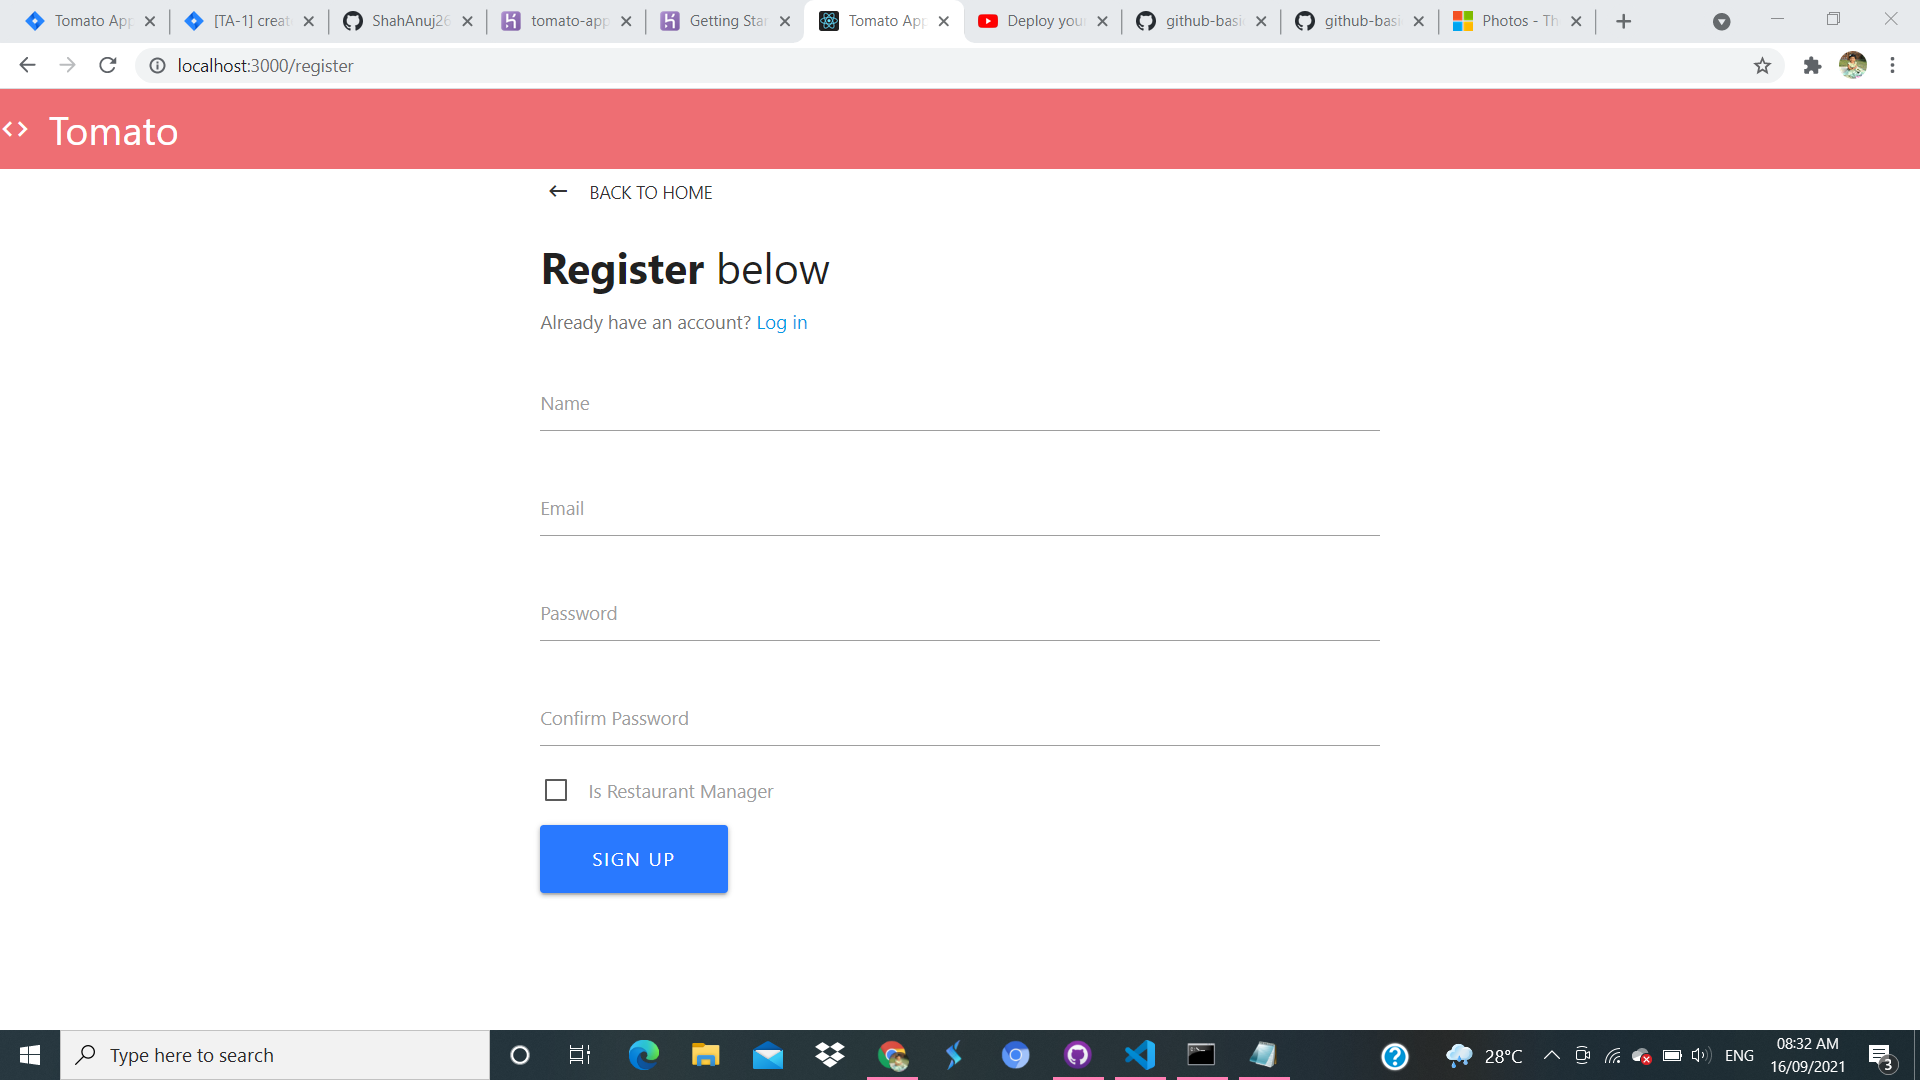 Tomato App
[TA-1] creat
ShahAnuj26
tomato-app
Getting Star
Tomato App
Deploy your
github-basic
github-basic
Photos - Th
localhost:3000/register
Tomato
BACK TO HOME
Register below
Already have an account? Log in
Name
Email
Password
Confirm Password
Is Restaurant Manager
SIGN UP
Type here to search
28°C
ENG
08:32 AM
16/09/2021
3